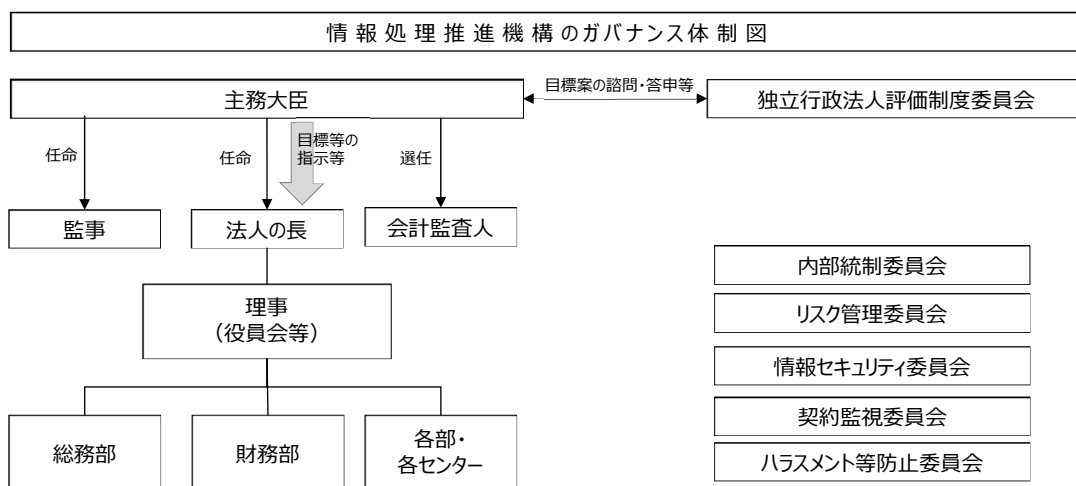 情報処理推進機構のガバナンス体制図
目標案の諮問・答申等
主務大臣
独立行政法人評価制度委員会
任命
任命
目標等の
指示等
選任
監事
法人の長
会計監査人
理事
（役員会等）
総務部
財務部
各部・
各センター
内部統制委員会
リスク管理委員会
情報セキュリティ委員会
契約監視委員会
ハラスメント等防止委員会